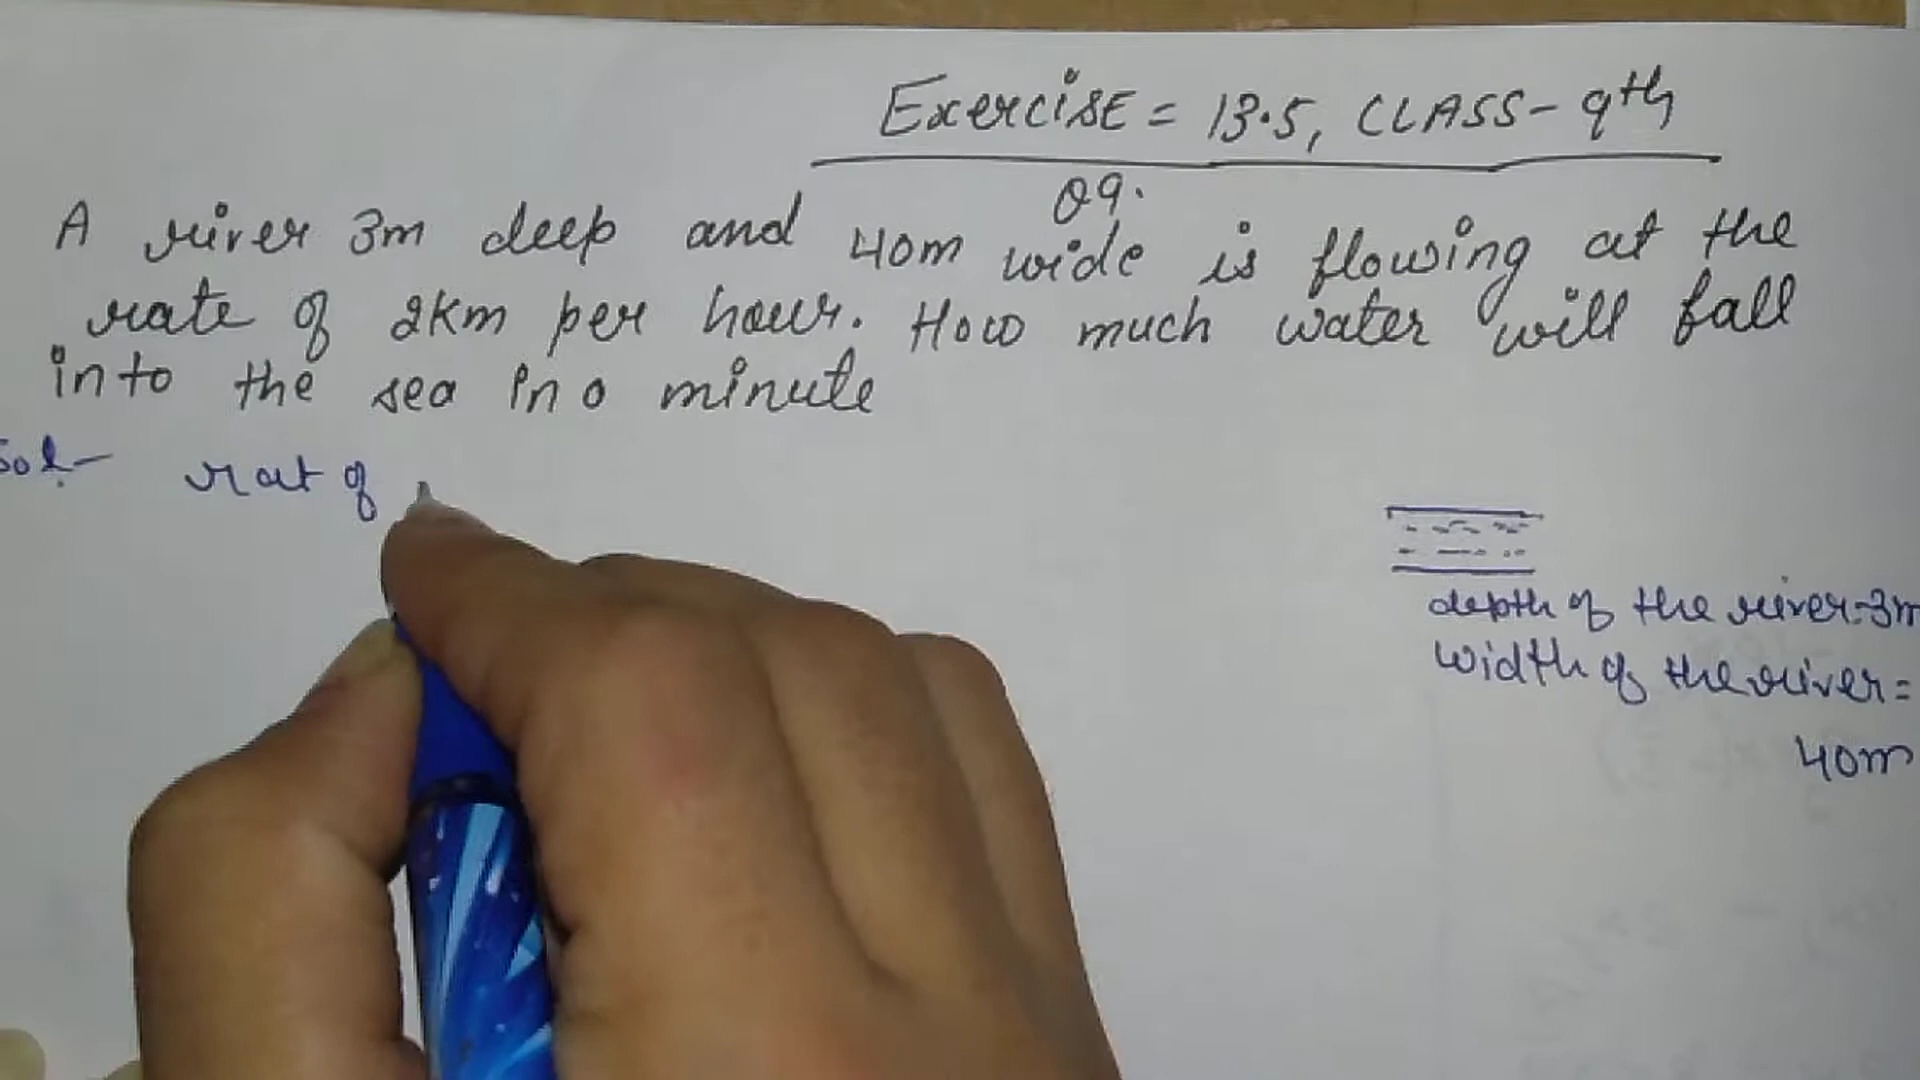 ExerciSE = 13.5, CLASS - 9th
Q9.
A river 3m deep and 40m wide is flowing at the
rate of 2km per hour. How much water will fall
into the sea in a minute
Sol:- rat of
depth of the river = 3m
width of the river =
40m